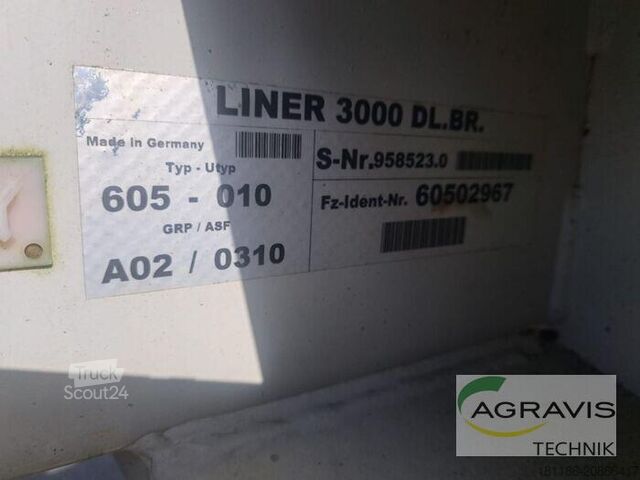 LINER 3000 DL.BR.
Made in Germany
Typ - Utyp
605 - 010
GRP / ASF
A02 / 0310
S-Nr.958523.0
Fz-Ident-Nr. 60502967
Truck
Scout24
AGRAVIS
TECHNIK